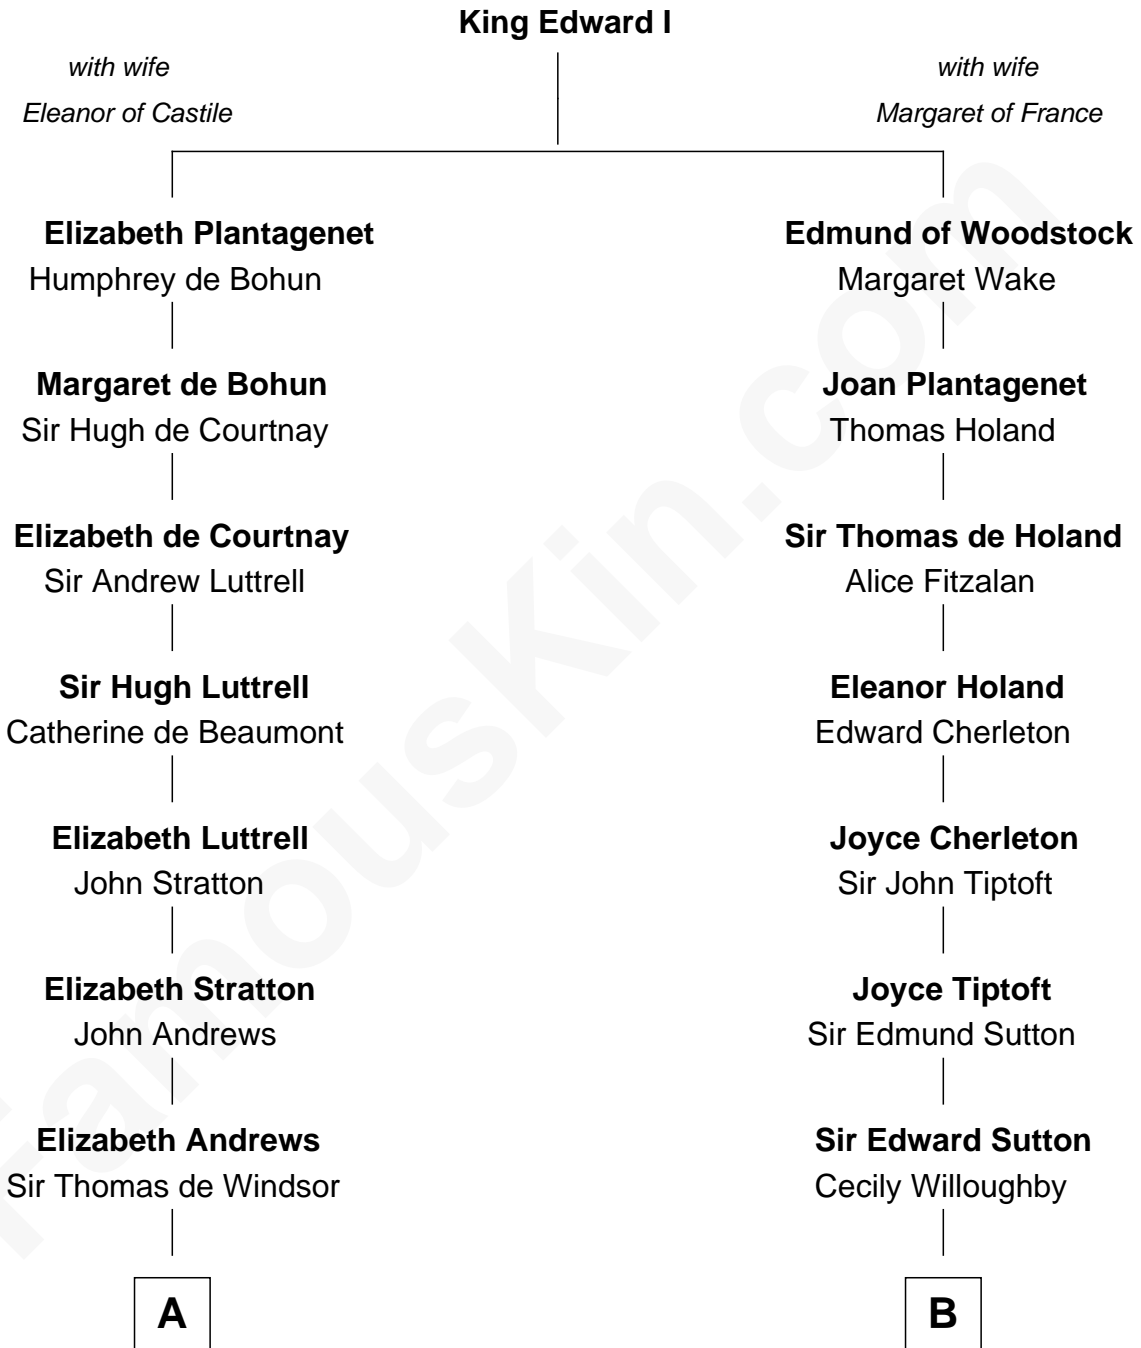 King Edward I
with wife
Eleanor of Castile
with wife
Margaret of France
Elizabeth Plantagenet
Humphrey de Bohun
Margaret de Bohun
Sir Hugh de Courtnay
Elizabeth de Courtnay
Sir Andrew Luttrell
Sir Hugh Luttrell
Catherine de Beaumont
Elizabeth Luttrell
John Stratton
Elizabeth Stratton
John Andrews
Elizabeth Andrews
Sir Thomas de Windsor
A
Edmund of Woodstock
Margaret Wake
Joan Plantagenet
Thomas Holand
Sir Thomas de Holand
Alice Fitzalan
Eleanor Holand
Edward Cherleton
Joyce Cherleton
Sir John Tiptoft
Joyce Tiptoft
Sir Edmund Sutton
Sir Edward Sutton
Cecily Willoughby
B
FamousKin.com